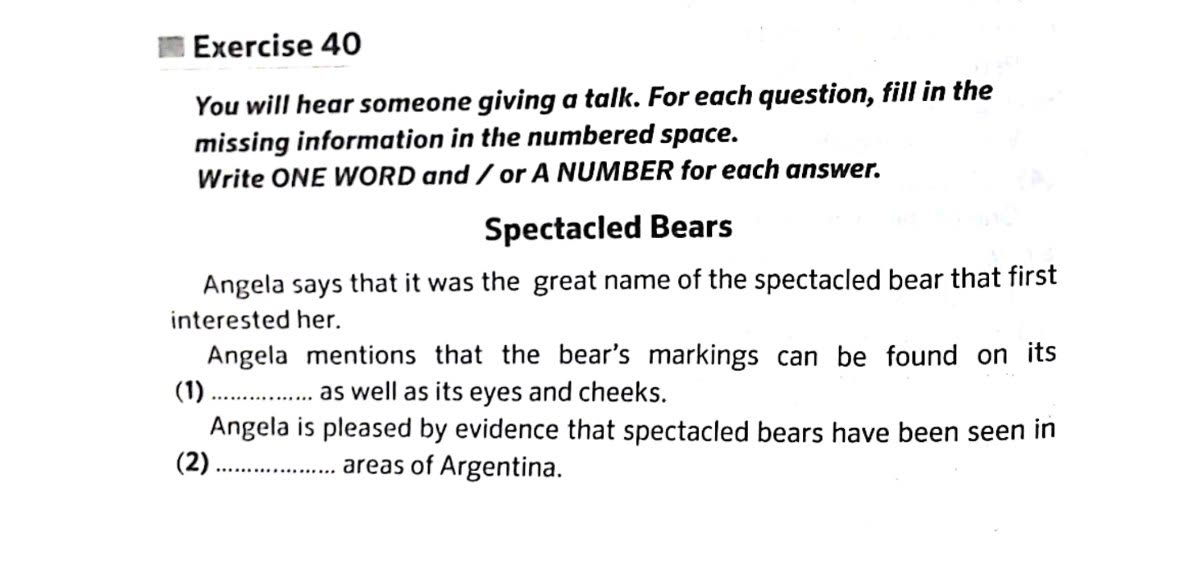 Exercise 40
You will hear someone giving a talk. For each question, fill in the
missing information in the numbered space.
Write ONE WORD and / or A NUMBER for each answer.
Spectacled Bears
Angela says that it was the great name of the spectacled bear that first
interested her.
Angela mentions that the bear's markings can be found on its
(1) ................ as well as its eyes and cheeks.
Angela is pleased by evidence that spectacled bears have been seen in
(2) ................... areas of Argentina.